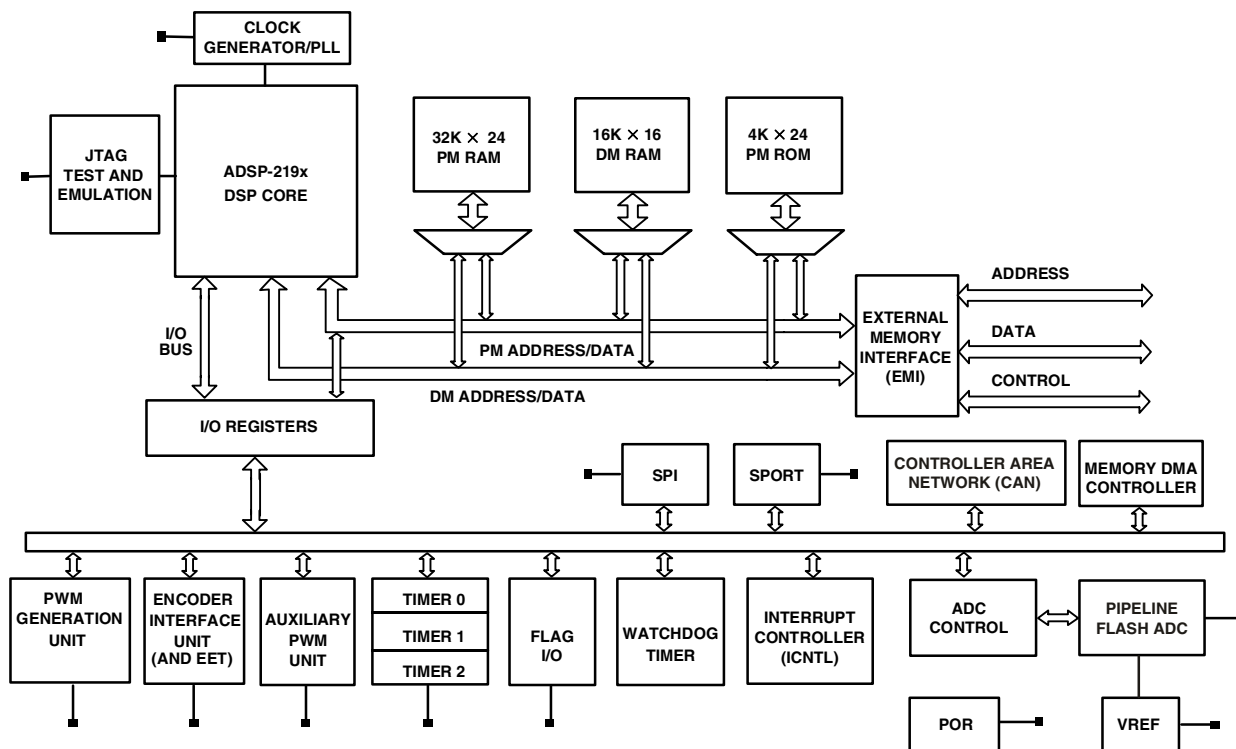 CLOCK
GENERATOR/PLL
JTAG
TEST AND
EMULATION
ADSP-219x
DSP CORE
32K × 24
PM RAM
16K × 16
DM RAM
4K × 24
PM ROM
I/O
BUS
PM ADDRESS/DATA
DM ADDRESS/DATA
EXTERNAL
MEMORY
INTERFACE
(EMI)
ADDRESS
DATA
CONTROL
I/O REGISTERS
SPI
SPORT
CONTROLLER AREA
NETWORK (CAN)
MEMORY DMA
CONTROLLER
PWM
GENERATION
UNIT
ENCODER
INTERFACE
UNIT
(AND EET)
AUXILIARY
PWM
UNIT
TIMER 0
TIMER 1
TIMER 2
FLAG
I/O
WATCHDOG
TIMER
INTERRUPT
CONTROLLER
(ICNTL)
ADC
CONTROL
PIPELINE
FLASH ADC
POR
VREF